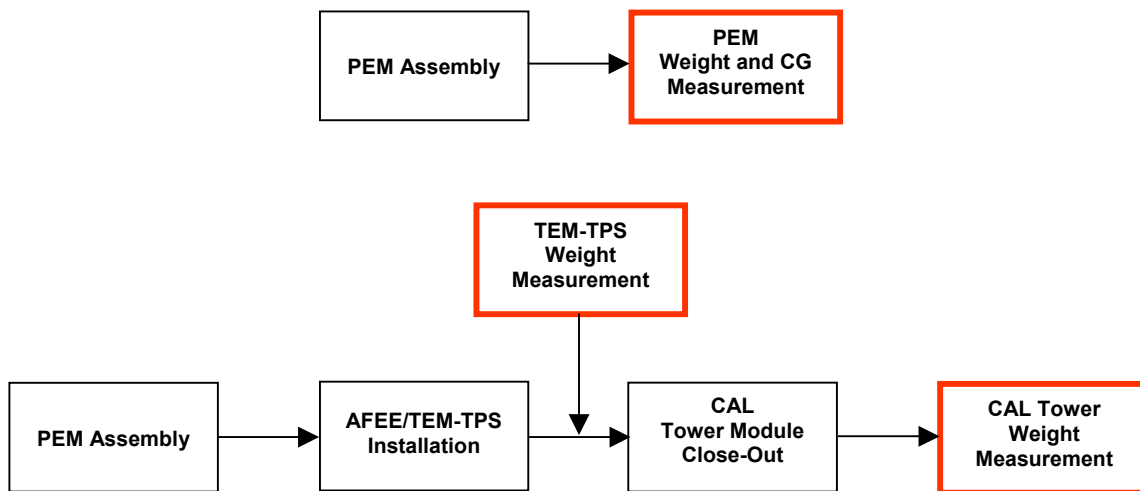 PEM Assembly
PEM
Weight and CG
Measurement
TEM-TPS
Weight
Measurement
PEM Assembly
AFEE/TEM-TPS
Installation
CAL
Tower Module
Close-Out
CAL Tower
Weight
Measurement